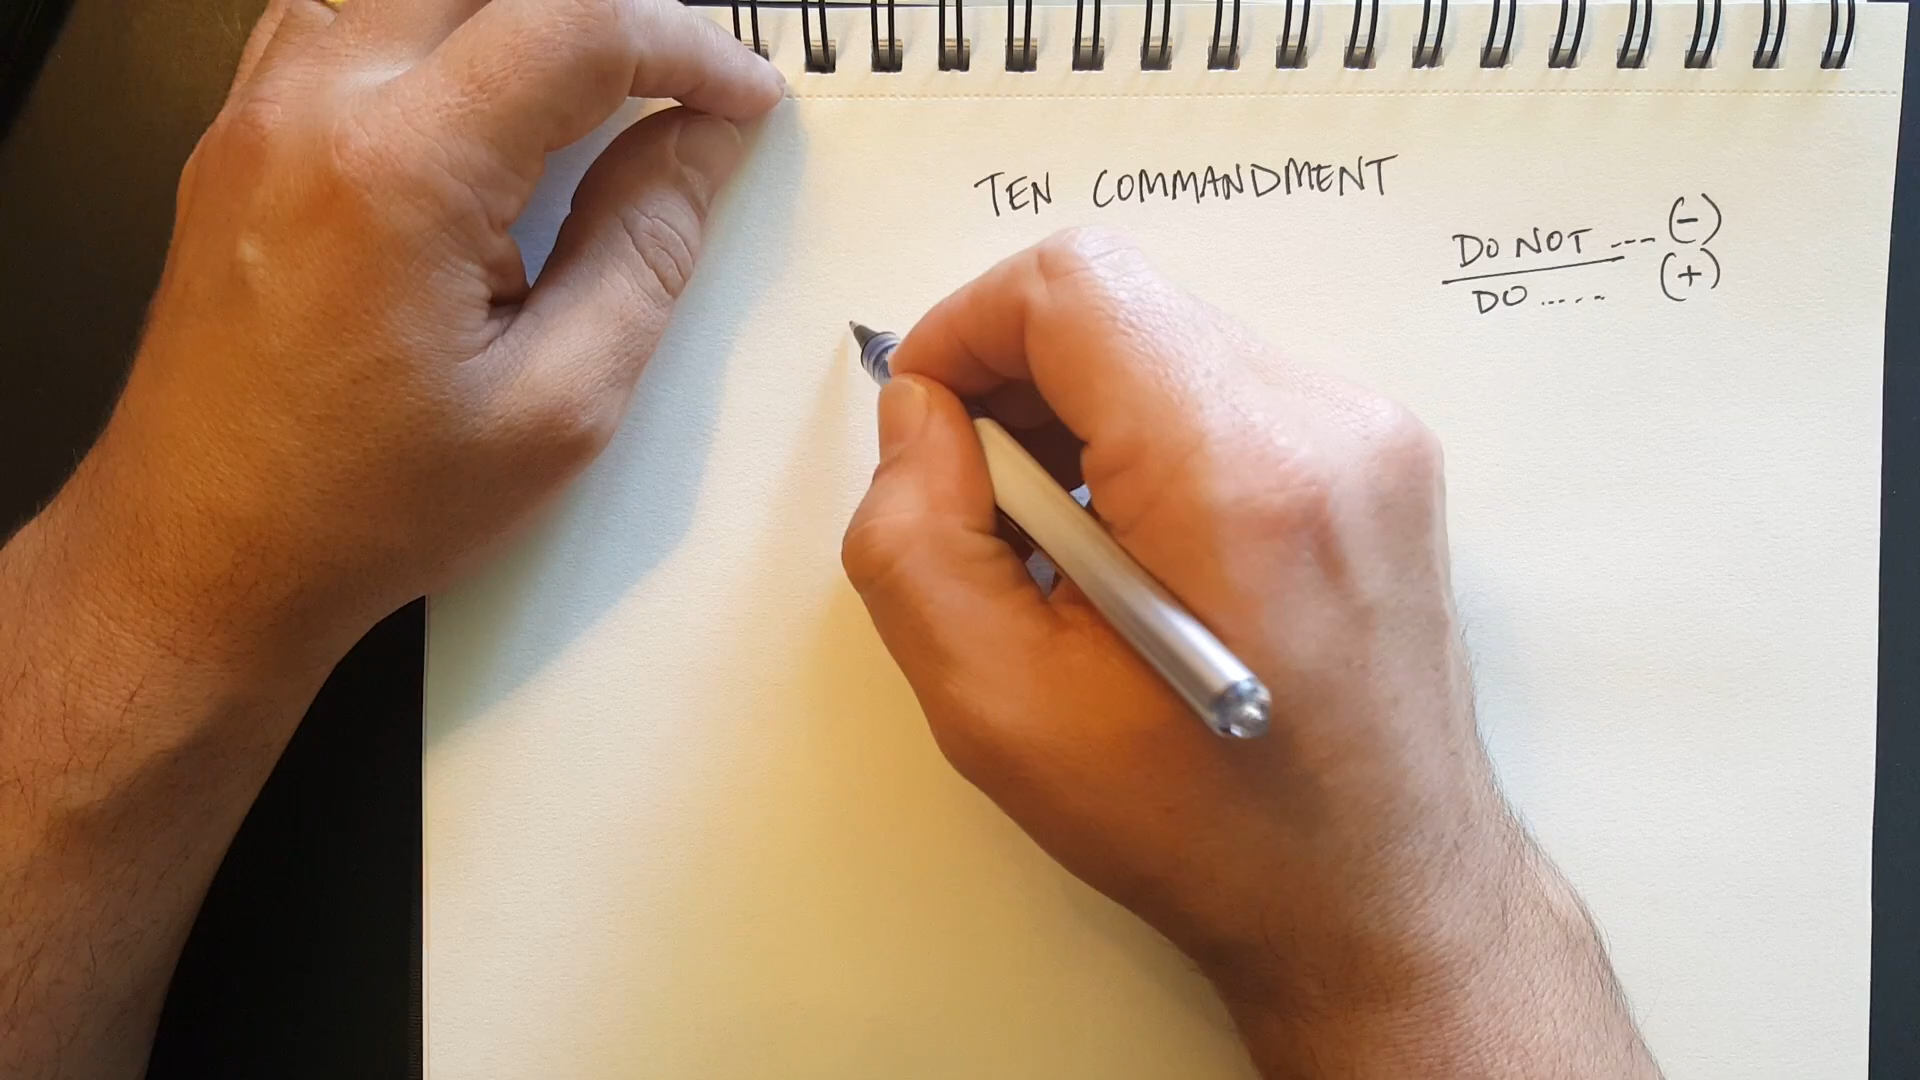 TEN COMMANDMENT
DO NOT ---- (-)
DO ..... (+)